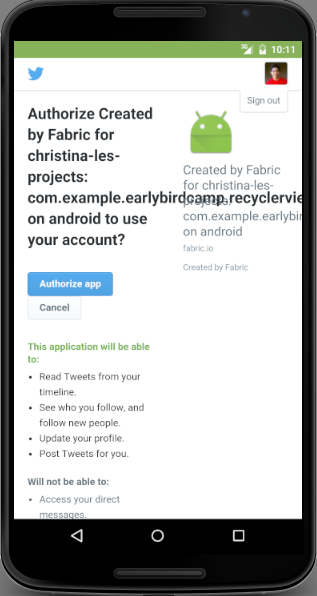 3G 10:11
Sign out
Authorize Created
by Fabric for
christina-les-
projects:
com.example.earlybirdcamp.recyclervie
on android to use
your account?
Authorize app
Cancel
Created by Fabric
for christina-les-
projects:
com.example.earlybir
on android
fabric.io
Created by Fabric
This application will be able
to:
• Read Tweets from your
timeline.
• See who you follow, and
follow new people.
• Update your profile.
• Post Tweets for you.
Will not be able to:
• Access your direct
messages.